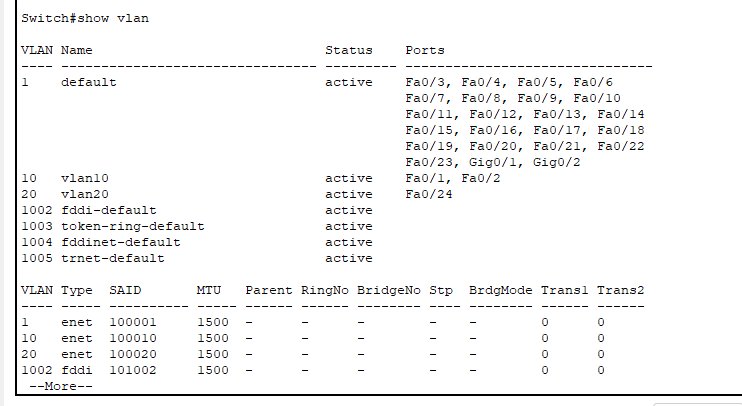 Switch#show vlan
VLAN Name                             Status    Ports
---- -------------------------------- --------- -------------------------------
1    default                          active    Fa0/3, Fa0/4, Fa0/5, Fa0/6
                                                Fa0/7, Fa0/8, Fa0/9, Fa0/10
                                                Fa0/11, Fa0/12, Fa0/13, Fa0/14
                                                Fa0/15, Fa0/16, Fa0/17, Fa0/18
                                                Fa0/19, Fa0/20, Fa0/21, Fa0/22
                                                Fa0/23, Gig0/1, Gig0/2
10   vlan10                           active    Fa0/1, Fa0/2
20   vlan20                           active    Fa0/24
1002 fddi-default                     active
1003 token-ring-default               active
1004 fddinet-default                  active
1005 trnet-default                    active
VLAN Type  SAID       MTU   Parent RingNo BridgeNo Stp  BrdgMode Trans1 Trans2
---- ----- ---------- ----- ------ ------ -------- ---- -------- ------ ------
1    enet  100001     1500  -      -      -        -    -        0      0
10   enet  100010     1500  -      -      -        -    -        0      0
20   enet  100020     1500  -      -      -        -    -        0      0
1002 fddi  101002     1500  -      -      -        -    -        0      0
 --More--